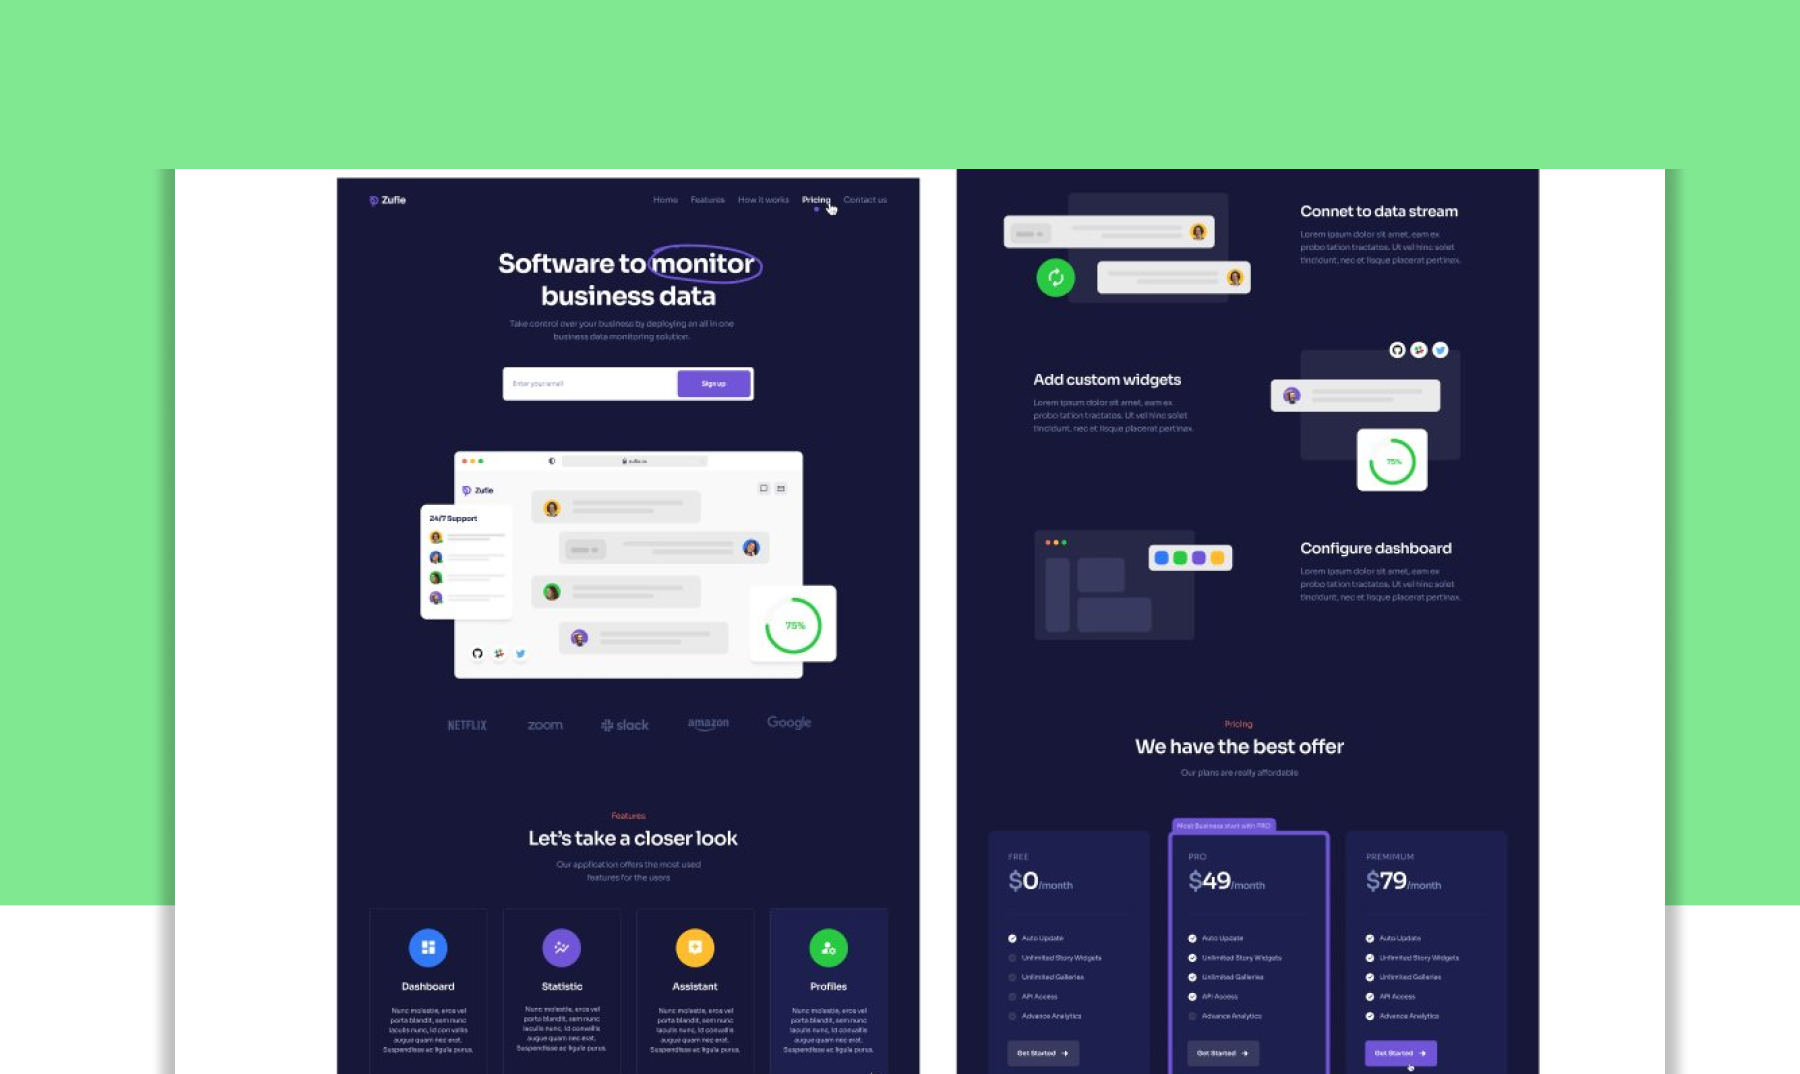 Zufie
Home Features How it works Pricing Contact us
Software to monitor
business data
Take control over your business by deploying an all in one
business data monitoring solution.
Enter your email
Sign up
zufie.io
Zufie
24/7 Support
75%
NETFLIX zoom slack amazon Google
Features
Let's take a closer look
Our application offers the most used
features for the users
Dashboard
Nunc molestie, eros vel
porta blandit, sem nunc
iaculis nunc, id convallis
augue quam nec erat.
Suspendisse ac ligula purus.
Statistic
Nunc molestie, eros vel
porta blandit, sem nunc
iaculis nunc, id convallis
augue quam nec erat.
Suspendisse ac ligula purus.
Assistant
Nunc molestie, eros vel
porta blandit, sem nunc
iaculis nunc, id convallis
augue quam nec erat.
Suspendisse ac ligula purus.
Profiles
Nunc molestie, eros vel
porta blandit, sem nunc
iaculis nunc, id convallis
augue quam nec erat.
Suspendisse ac ligula purus.
Connet to data stream
Lorem ipsum dolor sit amet, eam ex
probo tation tractatos. Ut vel hinc solet
tincidunt, nec et iisque placerat pertinax.
Add custom widgets
Lorem ipsum dolor sit amet, eam ex
probo tation tractatos. Ut vel hinc solet
tincidunt, nec et iisque placerat pertinax.
75%
Configure dashboard
Lorem ipsum dolor sit amet, eam ex
probo tation tractatos. Ut vel hinc solet
tincidunt, nec et iisque placerat pertinax.
Pricing
We have the best offer
Our plans are really affordable
FREE
$0/month
Auto Update
Unlimited Story Widgets
Unlimited Galleries
API Access
Advance Analytics
Get Started
Most Business start with PRO
PRO
$49/month
Auto Update
Unlimited Story Widgets
Unlimited Galleries
API Access
Advance Analytics
Get Started
PREMIMUM
$79/month
Auto Update
Unlimited Story Widgets
Unlimited Galleries
API Access
Advance Analytics
Get Started